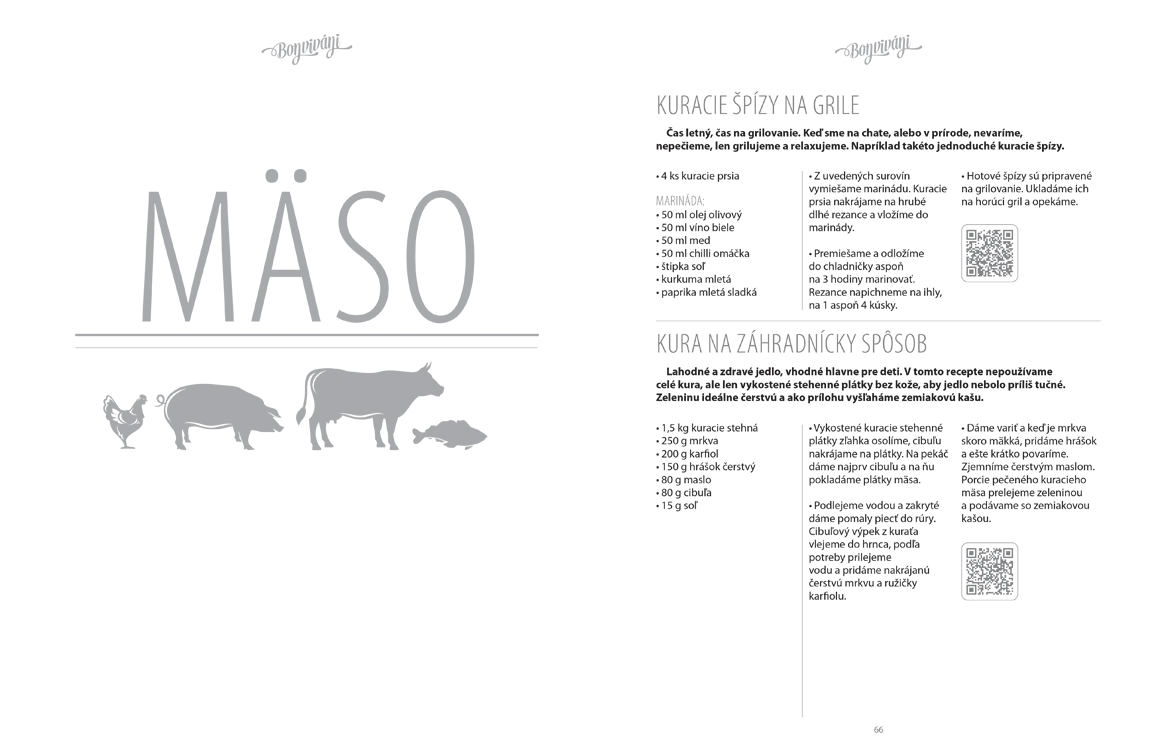 Bonviváni
MÄSO
Bonviváni
KURACIE ŠPÍZY NA GRILE
Čas letný, čas na grilovanie. Keď sme na chate, alebo v prírode, nevaríme,
nepečieme, len grilujeme a relaxujeme. Napríklad takéto jednoduché kuracie špízy.
• 4 ks kuracie prsia
MARINÁDA:
• 50 ml olej olivový
• 50 ml víno biele
• 50 ml med
• 50 ml chilli omáčka
• štipka soľ
• kurkuma mletá
• paprika mletá sladká
• Z uvedených surovín
vymiešame marinádu. Kuracie
prsia nakrájame na hrubé
dlhé rezance a vložíme do
marinády.
• Premiešame a odložíme
do chladničky aspoň
na 3 hodiny marinovať.
Rezance napichneme na ihly,
na 1 aspoň 4 kúsky.
• Hotové špízy sú pripravené
na grilovanie. Ukladáme ich
na horúci gril a opekáme.
KURA NA ZÁHRADNÍCKY SPÔSOB
Lahodné a zdravé jedlo, vhodné hlavne pre deti. V tomto recepte nepoužívame
celé kura, ale len vykostené stehenné plátky bez kože, aby jedlo nebolo príliš tučné.
Zeleninu ideálne čerstvú a ako prílohu vyšľaháme zemiakovú kašu.
• 1,5 kg kuracie stehná
• 250 g mrkva
• 200 g karfiol
• 150 g hrášok čerstvý
• 80 g maslo
• 80 g cibuľa
• 15 g soľ
• Vykostené kuracie stehenné
plátky zľahka osolíme, cibuľu
nakrájame na plátky. Na pekáč
dáme najprv cibuľu a na ňu
pokladáme plátky mäsa.
• Podlejeme vodou a zakryté
dáme pomaly piecť do rúry.
Cibuľový výpek z kuraťa
vlejeme do hrnca, podľa
potreby prilejeme
vodu a pridáme nakrájanú
čerstvú mrkvu a ružičky
karfiolu.
• Dáme variť a keď je mrkva
skoro mäkká, pridáme hrášok
a ešte krátko povaríme.
Zjemníme čerstvým maslom.
Porcie pečeného kuracieho
mäsa prelejeme zeleninou
a podávame so zemiakovou
kašou.
66